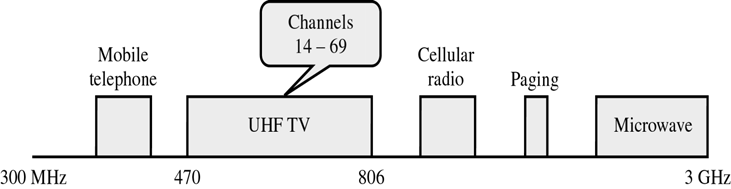 Channels
14 – 69
Mobile
telephone
Cellular
radio
Paging
UHF TV
Microwave
300 MHz
470
806
3 GHz